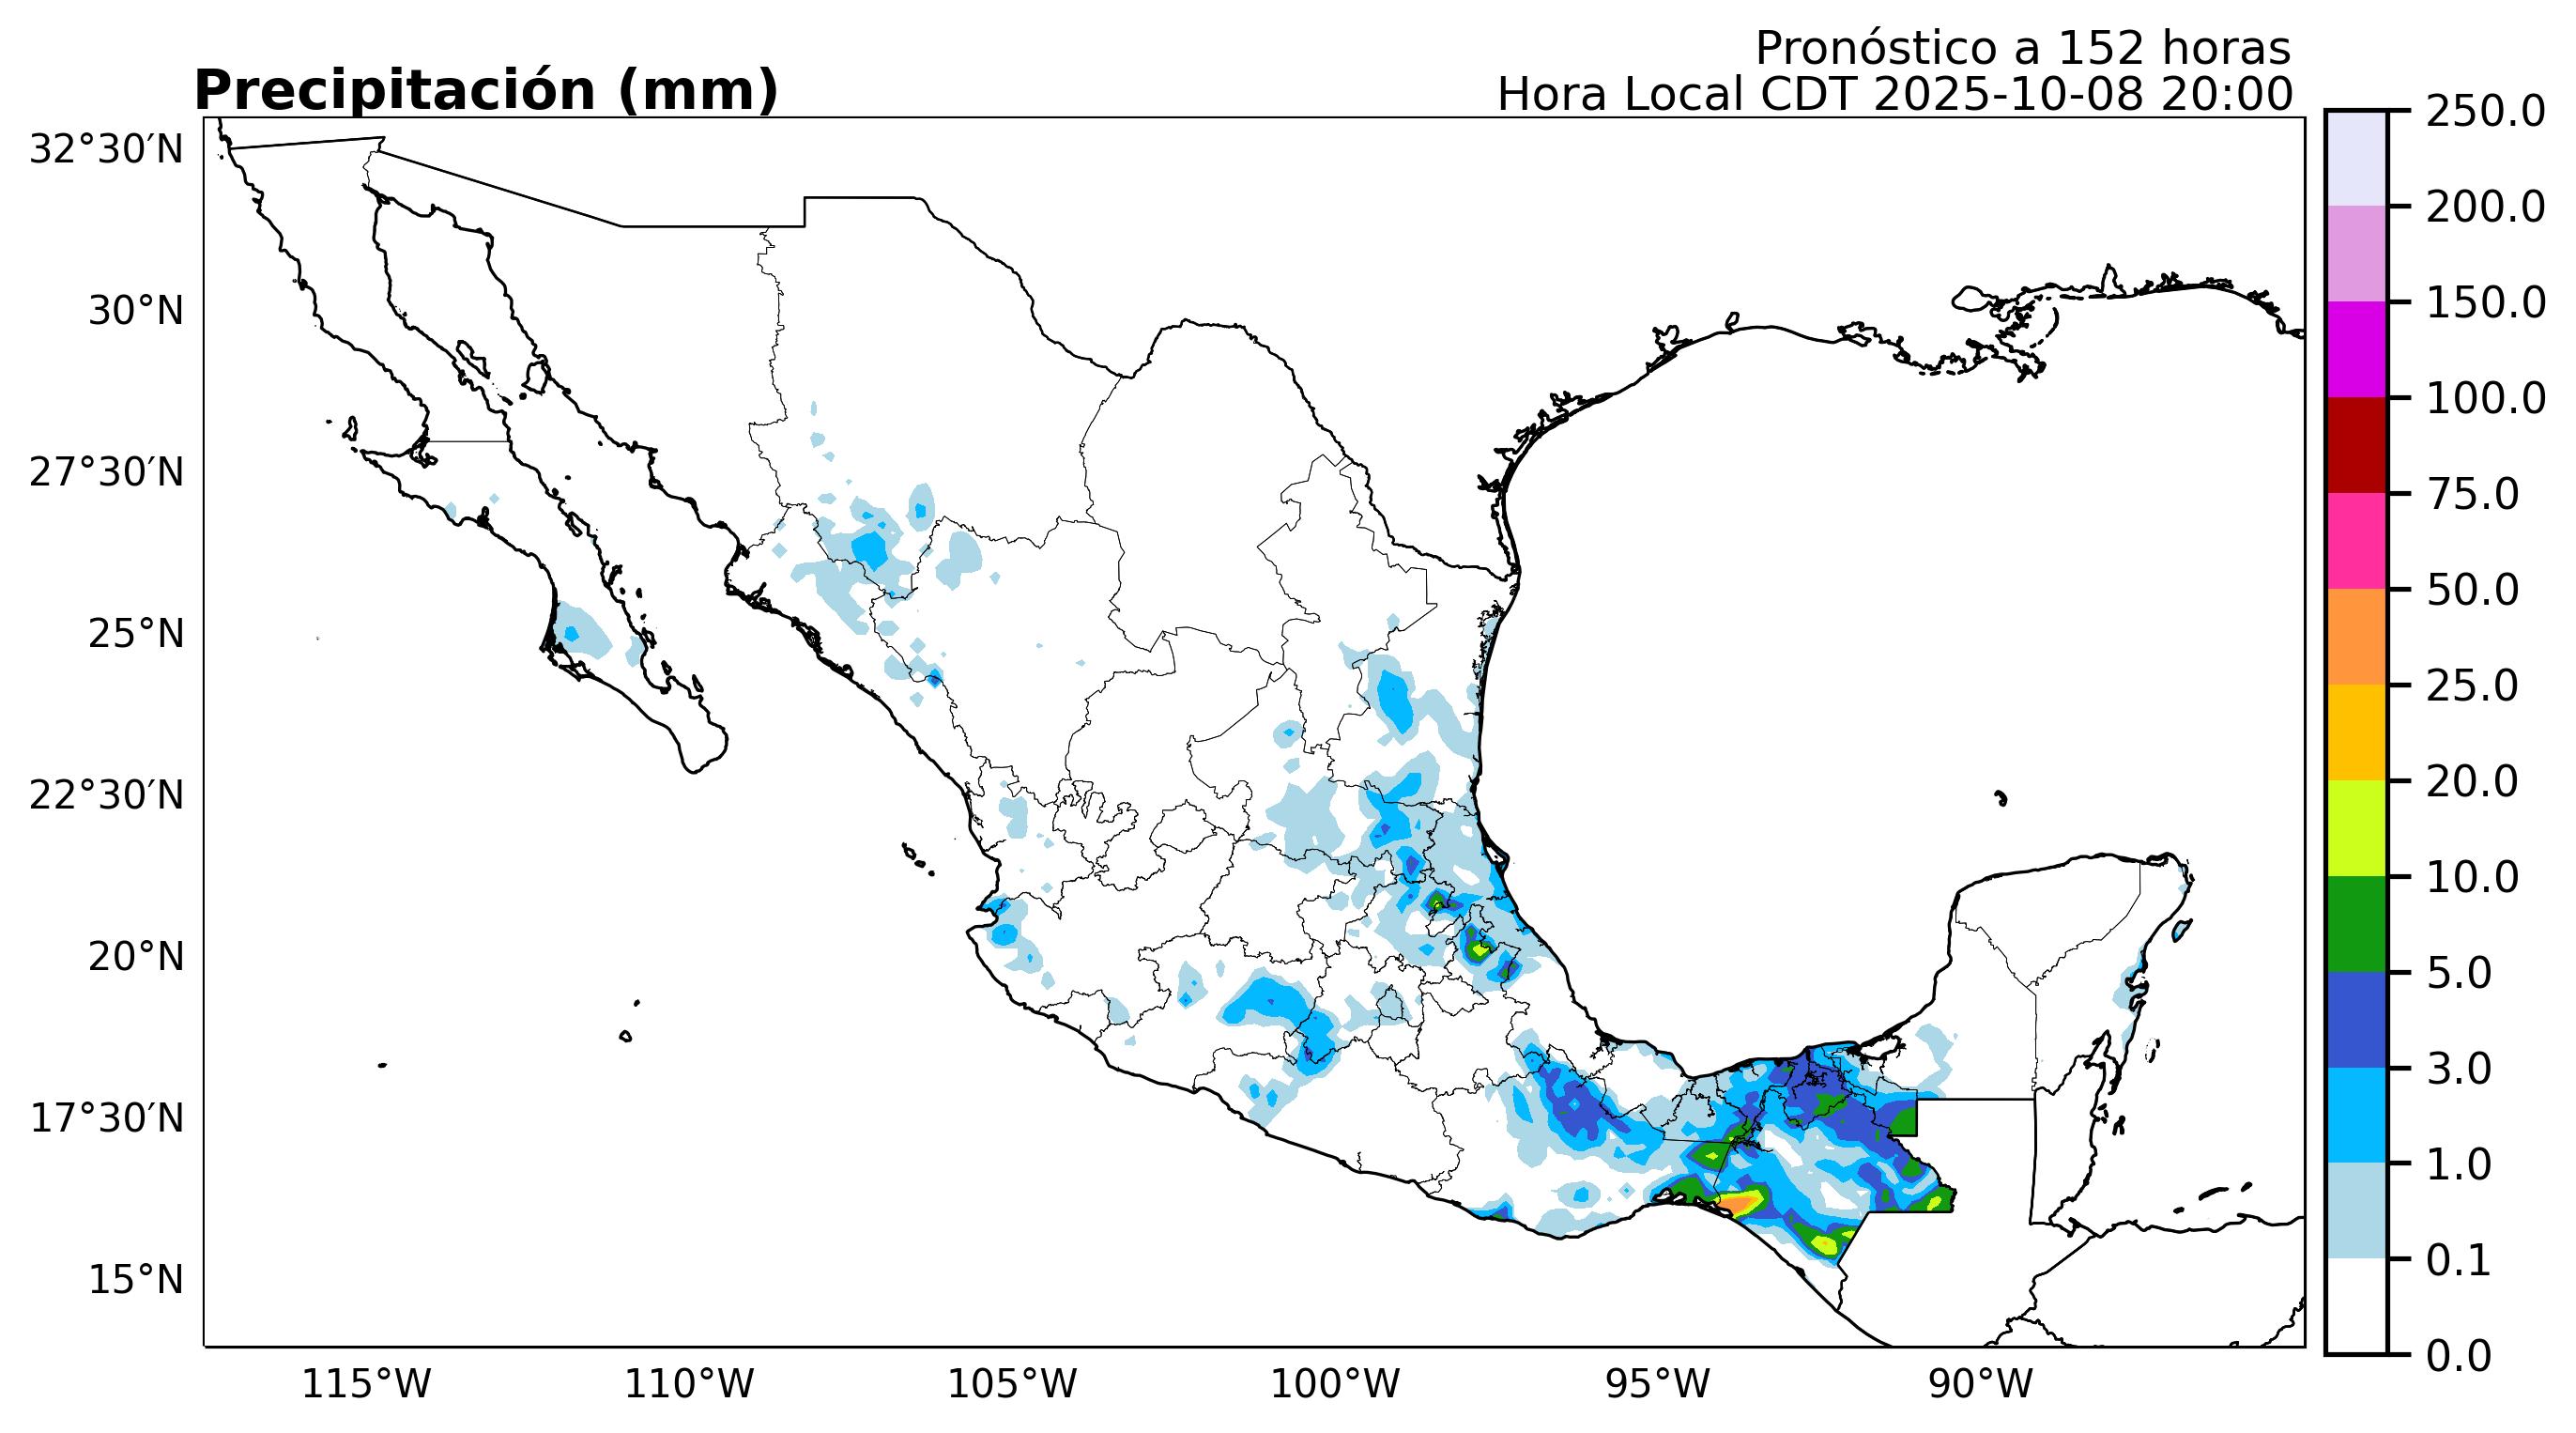 Pronóstico a 152 horas
Precipitación (mm)
Hora Local CDT 2025-10-08 20:00
32°30′N
30°N
27°30′N
25°N
22°30′N
20°N
17°30′N
15°N
115°W
110°W
105°W
100°W
95°W
90°W
250.0
200.0
150.0
100.0
75.0
50.0
25.0
20.0
10.0
5.0
3.0
1.0
0.1
0.0